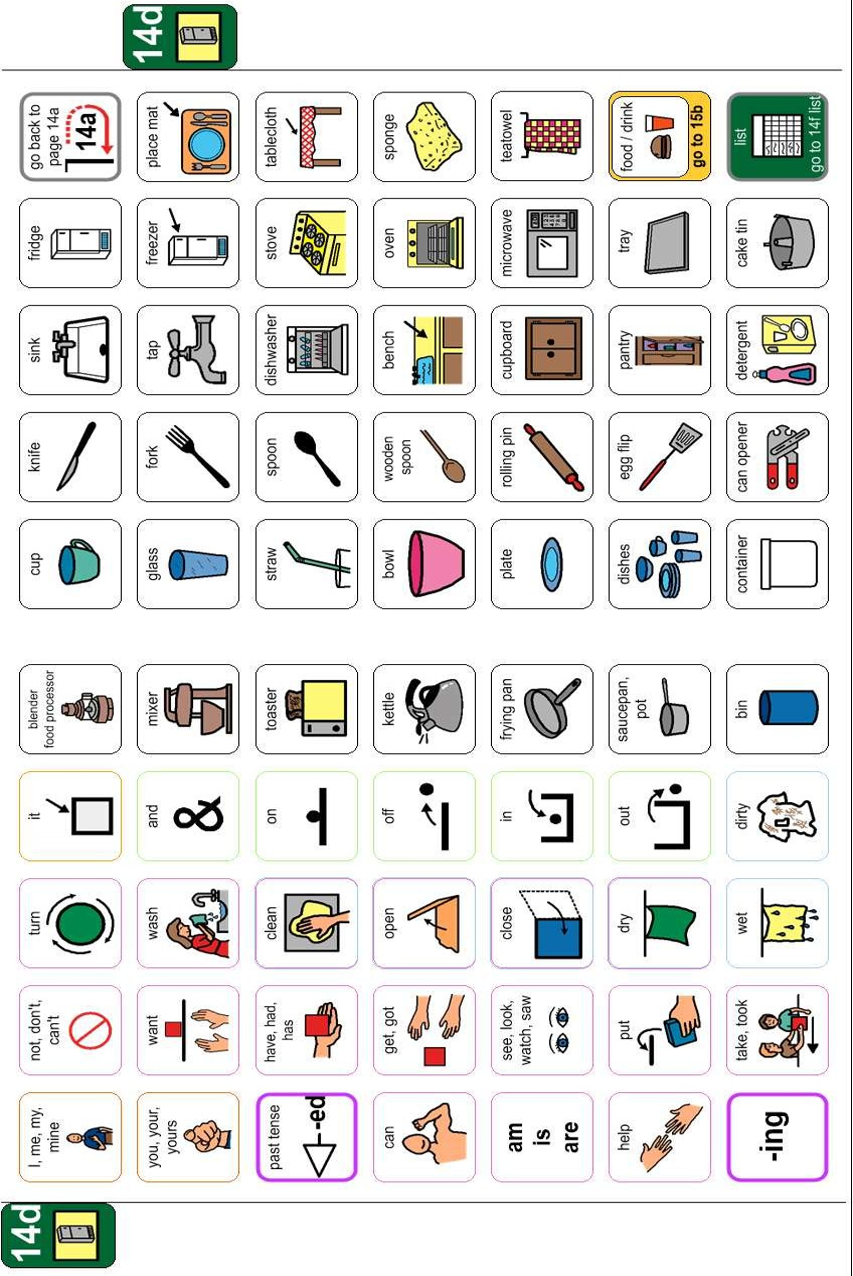 14d
I, me, my,
mine
not, don't,
can't
turn
it
blender
food processor
cup
knife
sink
fridge
go back to
page 14a
14a
14d
you, your,
yours
want
wash
and
&
mixer
glass
fork
tap
freezer
place mat
past tense
-ed
have, had,
has
clean
on
toaster
straw
spoon
dishwasher
stove
tablecloth
can
get, got
open
off
kettle
bowl
wooden
spoon
bench
oven
sponge
am
is
are
see, look,
watch, saw
close
in
frying pan
plate
rolling pin
cupboard
microwave
teatowel
help
put
dry
out
saucepan,
pot
dishes
egg flip
pantry
tray
food / drink
go to 15b
-ing
take, took
wet
dirty
bin
container
can opener
detergent
cake tin
list
go to 14f list